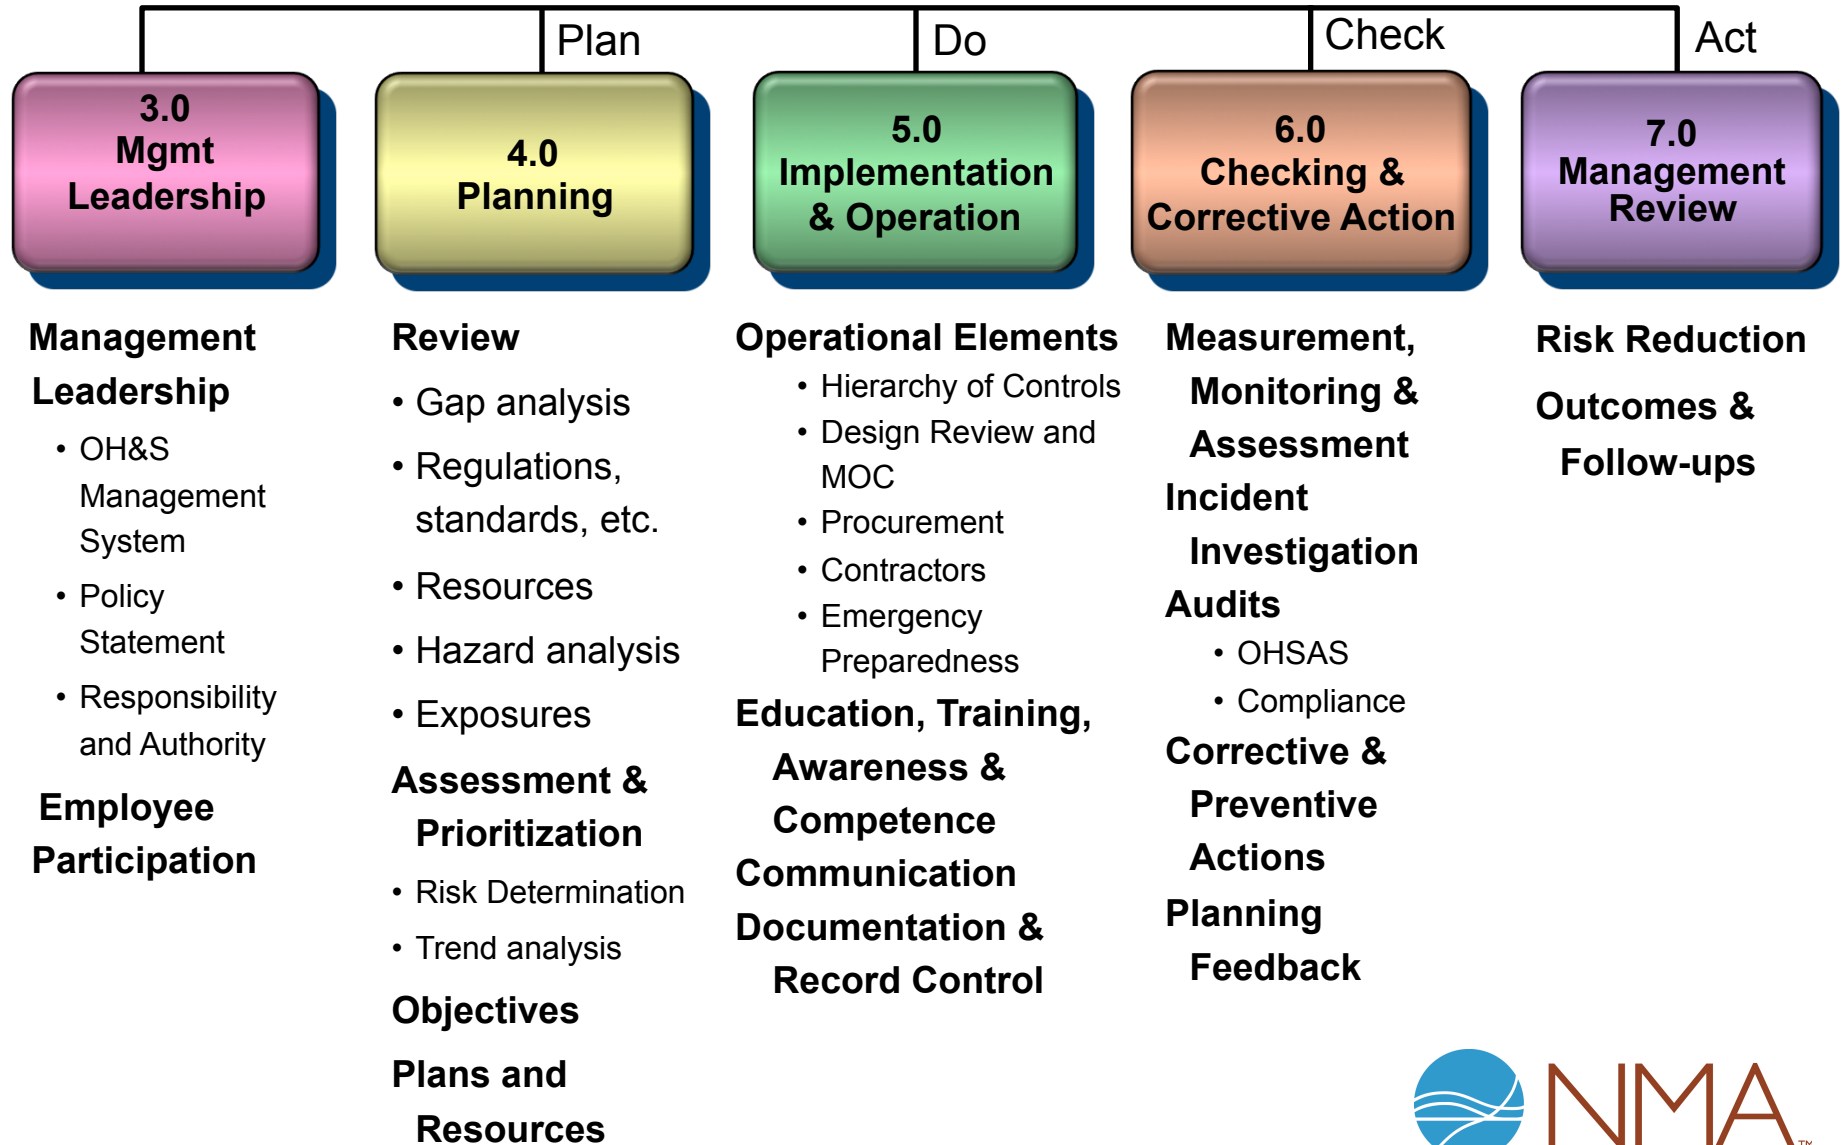 Plan
Do
Check
Act
3.0
Mgmt
Leadership
4.0
Planning
5.0
Implementation
& Operation
6.0
Checking &
Corrective Action
7.0
Management
Review
Management
Leadership
• OH&S
Management
System
• Policy
Statement
• Responsibility
and Authority
Employee
Participation
Review
• Gap analysis
• Regulations,
standards, etc.
• Resources
• Hazard analysis
• Exposures
Assessment &
Prioritization
• Risk Determination
• Trend analysis
Objectives
Plans and
Resources
Operational Elements
• Hierarchy of Controls
• Design Review and
MOC
• Procurement
• Contractors
• Emergency
Preparedness
Education, Training,
Awareness &
Competence
Communication
Documentation &
Record Control
Measurement,
Monitoring &
Assessment
Incident
Investigation
Audits
• OHSAS
• Compliance
Corrective &
Preventive
Actions
Planning
Feedback
Risk Reduction
Outcomes &
Follow-ups
NMA™